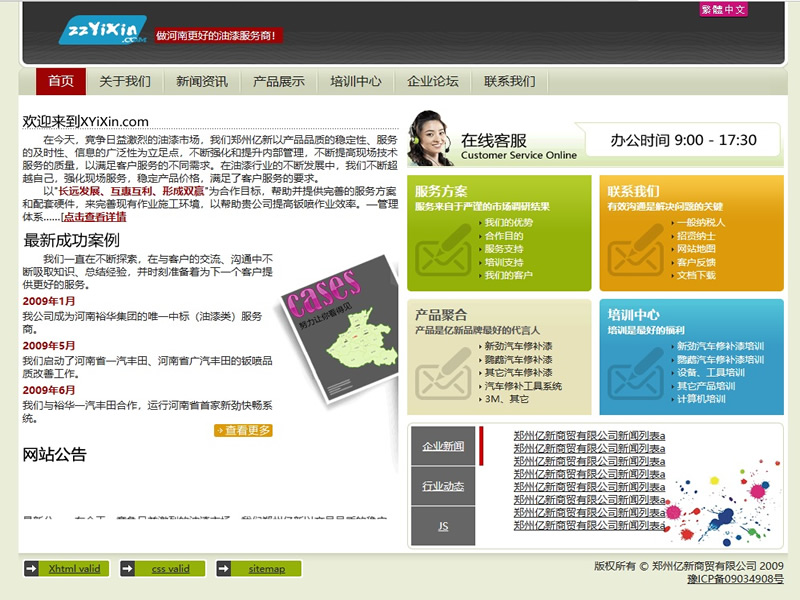 繁體中文
zzYiXin.COM
做河南更好的油漆服务商!
首页 关于我们 新闻资讯 产品展示 培训中心 企业论坛 联系我们
欢迎来到XYiXin.com
在今天，竞争日益激烈的油漆市场，我们郑州亿新以产品品质的稳定性、服务
的及时性、信息的广泛性为立足点，不断强化和提升内部管理，不断提高现场技术
服务的质量，以满足客户服务的不同需求。在油漆行业的不断发展中，我们不断超
越自己，强化现场服务，稳定产品价格，满足了客户服务的要求。
以"长远发展、互惠互利、形成双赢"为合作目标，帮助并提供完善的服务方案
和配套硬件，来完善现有作业施工环境，以帮助贵公司提高钣喷作业效率。—管理
体系......[点击查看详情
最新成功案例
我们一直在不断采取，在与客户的交流、沟通中不
断吸取知识、总结经验，并时刻准备着为下一个客户提
供更好的服务。
2009年1月
我公司成为河南裕华集团的唯一中标（油漆类）服务
商。
2009年5月
我们启动了河南省一汽丰田、河南省广汽丰田的钣喷品
质改善工作。
2009年6月
我们与裕华一汽丰田合作，运行河南省首家新劲快畅系
统。
查看更多
cases
努力让你看得见
网站公告
在线客服
Customer Service Online
办公时间 9:00 - 17:30
服务方案
服务来自于严谨的市场调研结果
我们的优势
合作目的
服务支持
培训支持
我们的客户
联系我们
有效沟通是解决问题的关键
一般纳税人
招贤纳士
网站地图
客户反馈
文档下载
产品聚合
产品是亿新品牌最好的代言人
新劲汽车修补漆
鹦鹉汽车修补漆
其它汽车修补漆
汽车修补工具系统
3M、其它
培训中心
培训是最好的福利
新劲汽车修补漆培训
鹦鹉汽车修补漆培训
设备、工具培训
其它产品培训
计算机培训
企业新闻
行业动态
JS
郑州亿新商贸有限公司新闻列表a
郑州亿新商贸有限公司新闻列表a
郑州亿新商贸有限公司新闻列表a
郑州亿新商贸有限公司新闻列表a
郑州亿新商贸有限公司新闻列表a
郑州亿新商贸有限公司新闻列表a
郑州亿新商贸有限公司新闻列表a
郑州亿新商贸有限公司新闻列表a
Xhtml valid css valid sitemap
版权所有 © 郑州亿新商贸有限公司 2009
豫ICP备09034908号